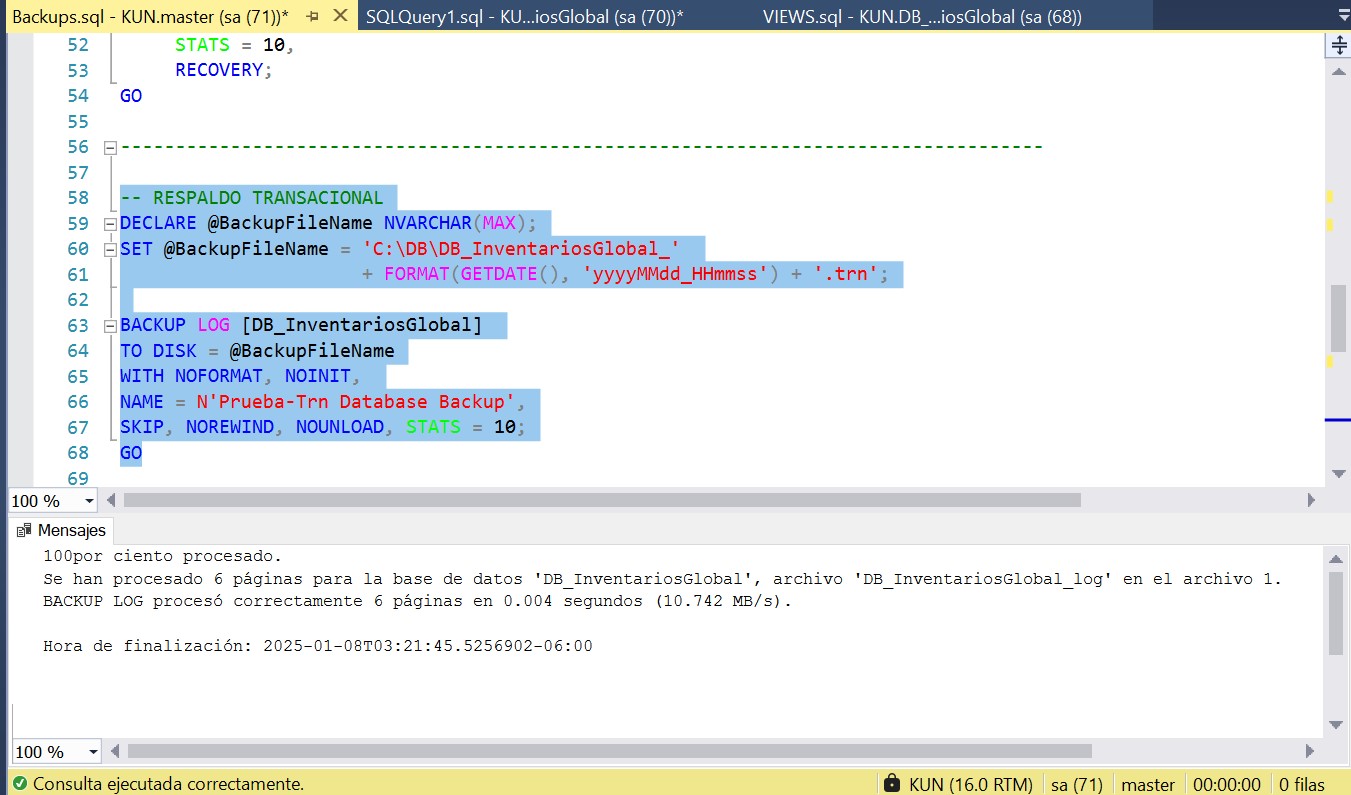 Backups.sql - KUN.master (sa (71))* SQLQuery1.sql - KU...iosGlobal (sa (70))* VIEWS.sql - KUN.DB_...iosGlobal (sa (68))
52 STATS = 10,
53 RECOVERY;
54 GO
55
56 --------------------------------------------------------------------------------
57
58 -- RESPALDO TRANSACIONAL
59 DECLARE @BackupFileName NVARCHAR(MAX);
60 SET @BackupFileName = 'C:\DB\DB_InventariosGlobal_'
61 + FORMAT(GETDATE(), 'yyyyMMdd_HHmmss') + '.trn';
62
63 BACKUP LOG [DB_InventariosGlobal]
64 TO DISK = @BackupFileName
65 WITH NOFORMAT, NOINIT,
66 NAME = N'Prueba-Trn Database Backup',
67 SKIP, NOREWIND, NOUNLOAD, STATS = 10;
68 GO
69
100 %
Mensajes
100por ciento procesado.
Se han procesado 6 páginas para la base de datos 'DB_InventariosGlobal', archivo 'DB_InventariosGlobal_log' en el archivo 1.
BACKUP LOG procesó correctamente 6 páginas en 0.004 segundos (10.742 MB/s).
Hora de finalización: 2025-01-08T03:21:45.5256902-06:00
100 %
Consulta ejecutada correctamente. KUN (16.0 RTM) sa (71) master 00:00:00 0 filas